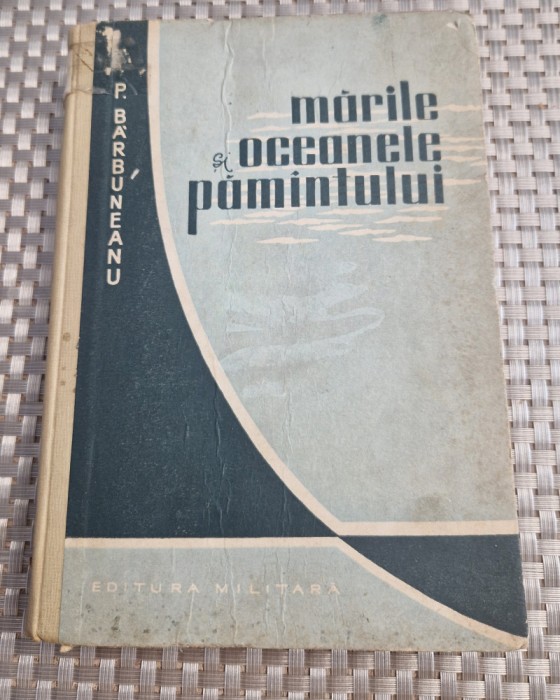 P. BĂRBUNEANU
mările
și oceanele
pămîntului
EDITURA MILITARĂ